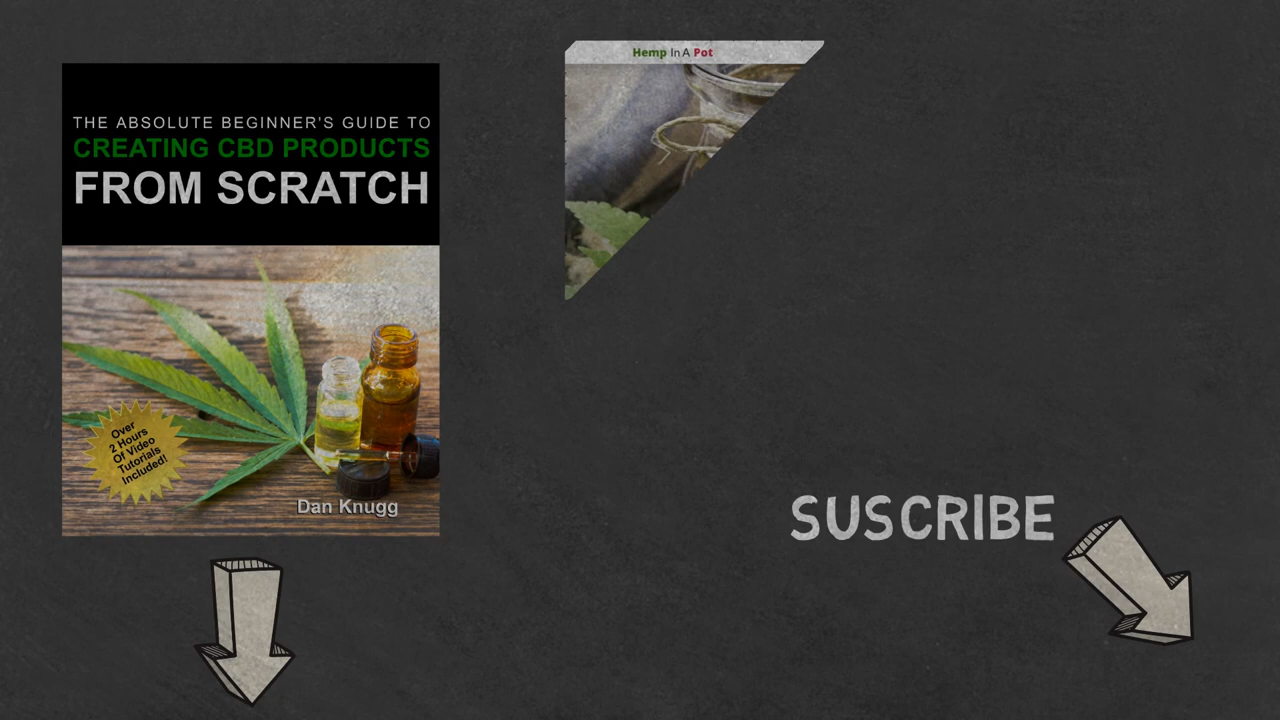 THE ABSOLUTE BEGINNER'S GUIDE TO
CREATING CBD PRODUCTS
FROM SCRATCH
Over
2 Hours
Of Video
Tutorials
Included!
Dan Knugg
Hemp In A Pot
SUSCRIBE